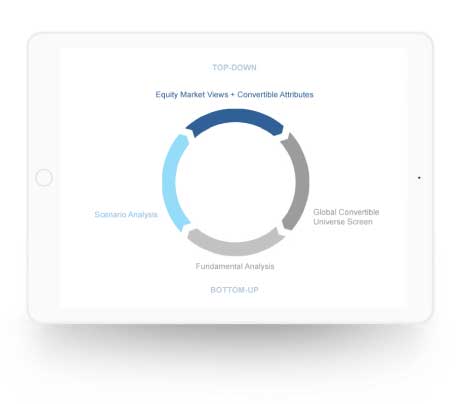 TOP-DOWN
Equity Market Views + Convertible Attributes
Scenario Analysis
Global Convertible
Universe Screen
Fundamental Analysis
BOTTOM-UP